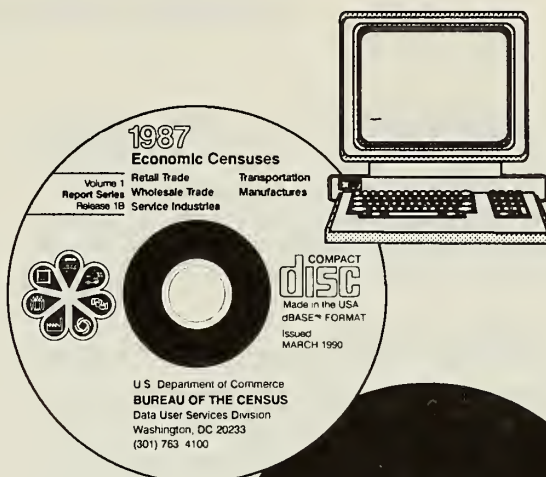 1987
Economic Censuses
Volume 1
Report Series
Release 1B
Retail Trade
Wholesale Trade
Service Industries
Transportation
Manufactures
COMPACT
disc
Made in the USA
dBASE™ FORMAT
Issued
MARCH 1990
U S Department of Commerce
BUREAU OF THE CENSUS
Data User Services Division
Washington, DC 20233
(301) 763 4100